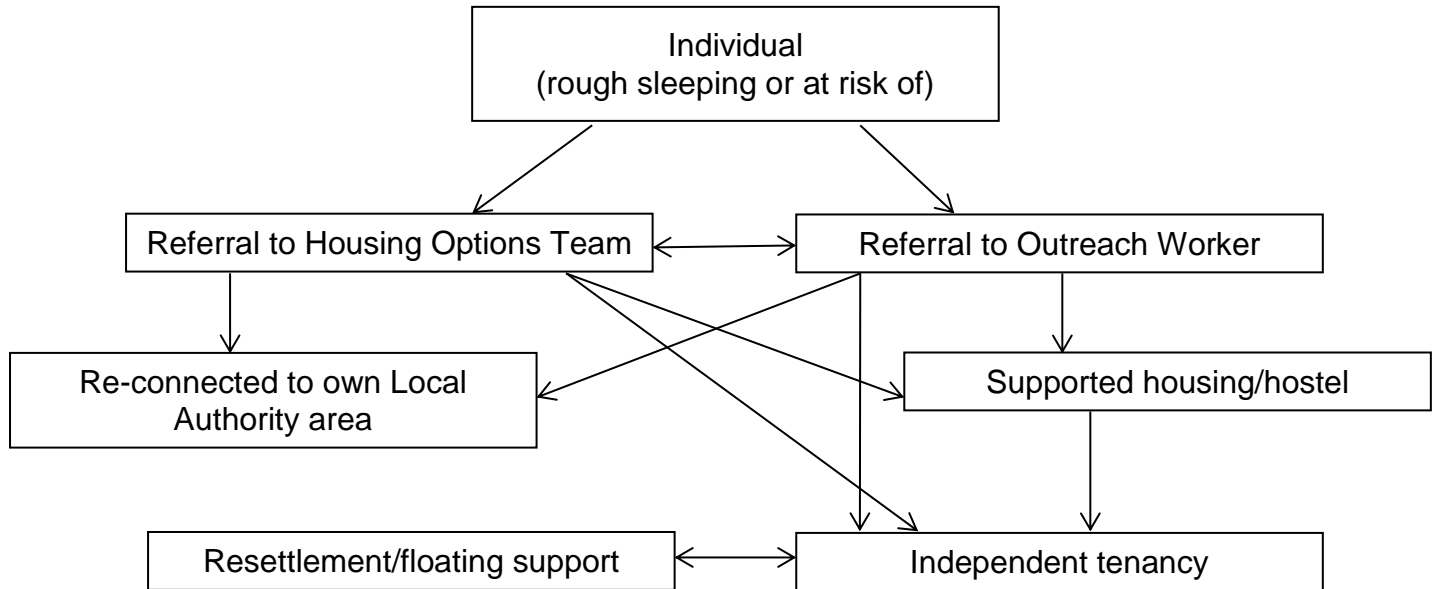 Individual
(rough sleeping or at risk of)
Referral to Housing Options Team
Referral to Outreach Worker
Re-connected to own Local
Authority area
Supported housing/hostel
Resettlement/floating support
Independent tenancy